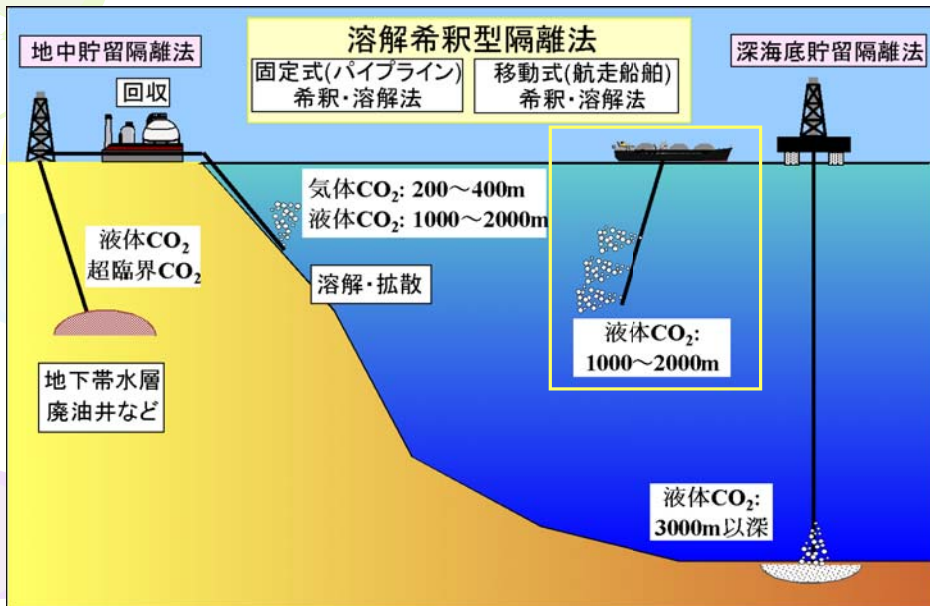 溶解希釈型隔離法
地中貯留隔離法
固定式(パイプライン)
希釈・溶解法
移動式(航走船舶)
希釈・溶解法
深海底貯留隔離法
回収
気体CO₂: 200～400m
液体CO₂: 1000～2000m
液体CO₂
超臨界CO₂
溶解・拡散
液体CO₂:
1000～2000m
地下帯水層
廃油井など
液体CO₂:
3000m以深